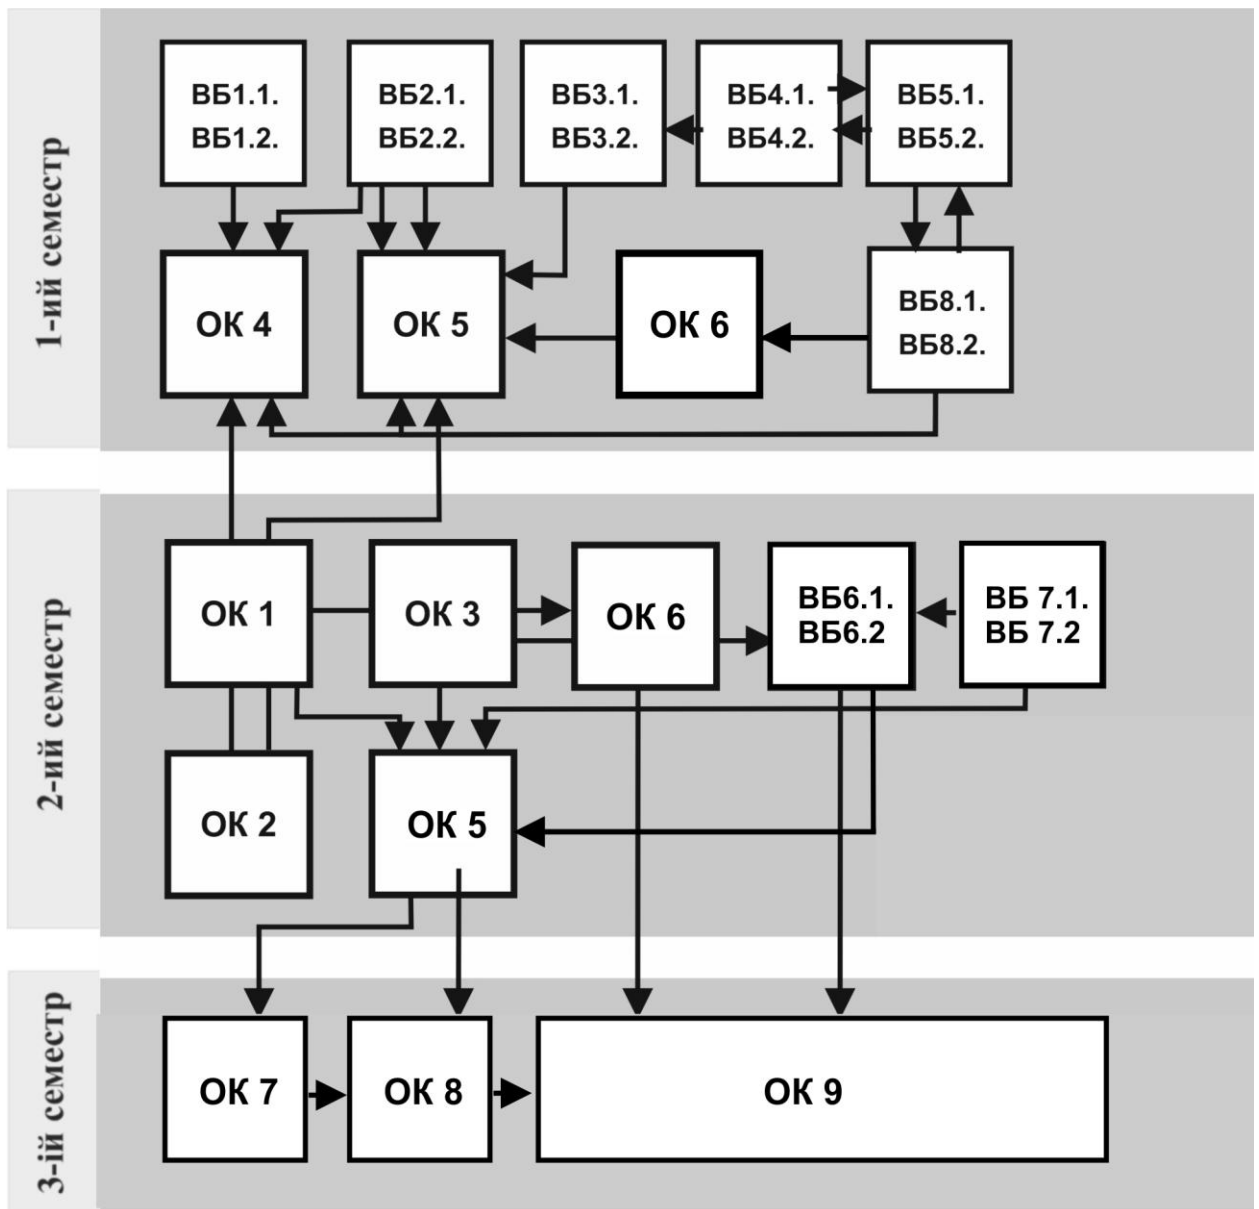 1-ий семестр
ВБ1.1.
ВБ1.2.
ВБ2.1.
ВБ2.2.
ВБ3.1.
ВБ3.2.
ВБ4.1.
ВБ4.2.
ВБ5.1.
ВБ5.2.
ОК 4
ОК 5
ОК 6
ВБ8.1.
ВБ8.2.
2-ий семестр
ОК 1
ОК 3
ОК 6
ВБ6.1.
ВБ6.2
ВБ 7.1.
ВБ 7.2
ОК 2
ОК 5
3-ій семестр
ОК 7
ОК 8
ОК 9